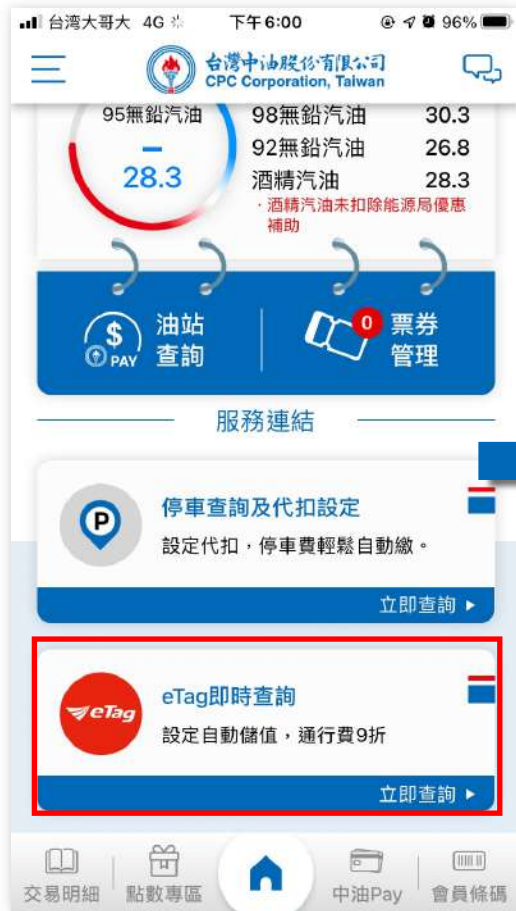 台湾大哥大 4G 下午6:00 96%
台灣中油股份有限公司
CPC Corporation, Taiwan
95無鉛汽油
28.3
98無鉛汽油 30.3
92無鉛汽油 26.8
酒精汽油 28.3
·酒精汽油未扣除能源局優惠
補助
$ PAY
油站
查詢
0
票券
管理
服務連結
P
停車查詢及代扣設定
設定代扣，停車費輕鬆自動繳。
立即查詢 ▸
eTag
eTag即時查詢
設定自動儲值，通行費9折
立即查詢 ▸
交易明細 點數專區 中油Pay 會員條碼